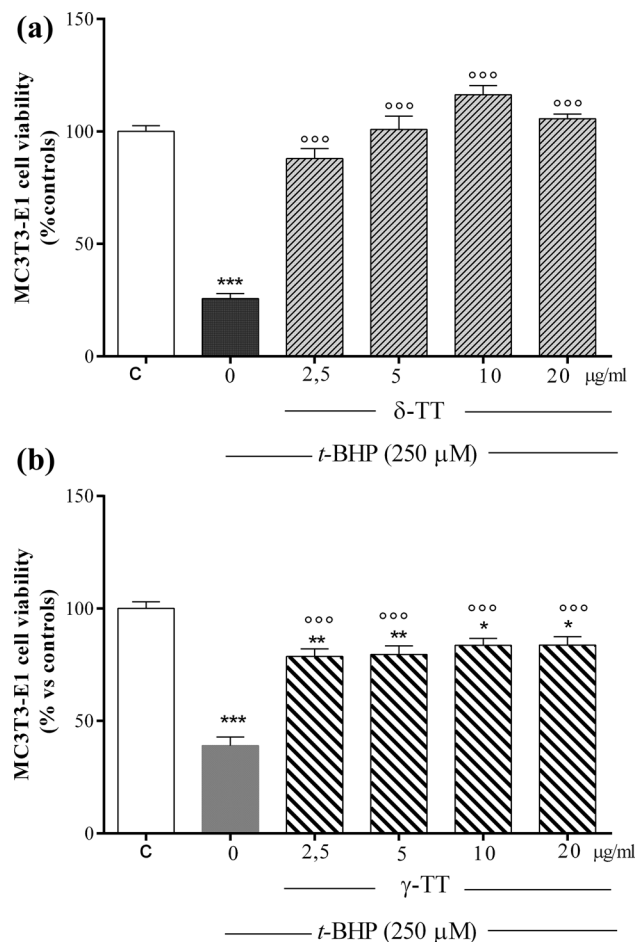 (a)
MC3T3-E1 cell viability
(%controls)
150
100
50
0
***
°°°
°°°
°°°
°°°
C
0
2,5
5
10
20
µg/ml
δ-TT
t-BHP (250 µM)
(b)
MC3T3-E1 cell viability
(% vs controls)
150
100
50
0
***
°°°
**
°°°
**
°°°
*
°°°
*
C
0
2,5
5
10
20
µg/ml
γ-TT
t-BHP (250 µM)